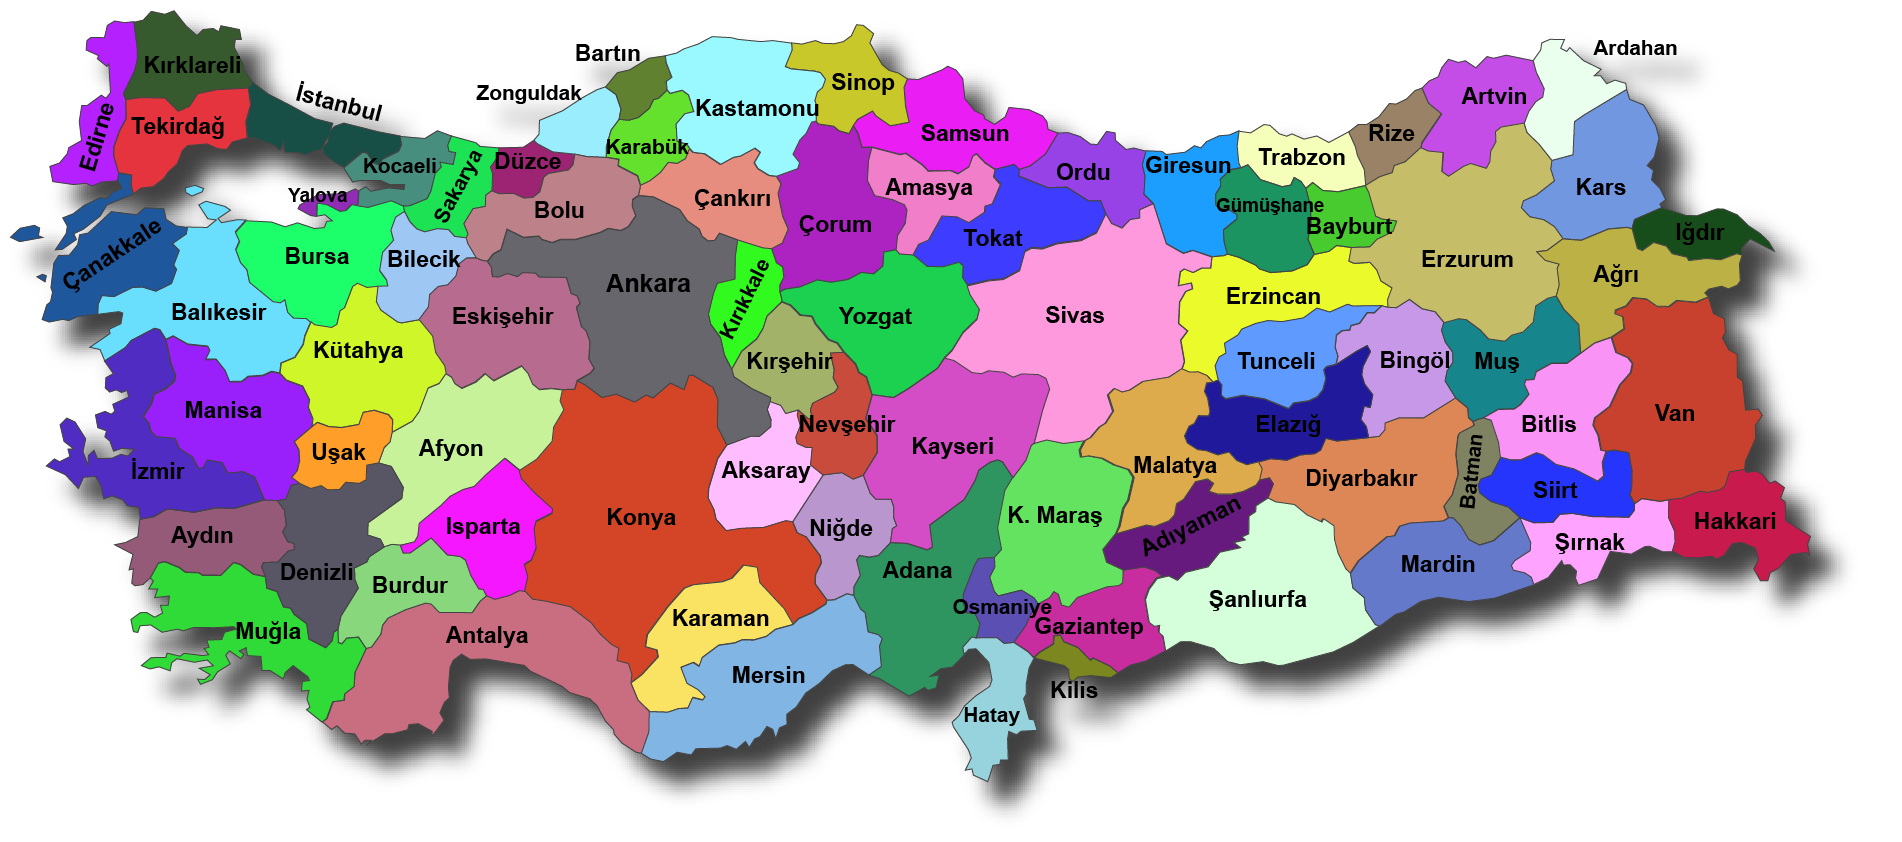 Kırklareli
Tekirdağ
Edirne
İstanbul
Kocaeli
Yalova
Sakarya
Düzce
Zonguldak
Bartın
Karabük
Kastamonu
Sinop
Samsun
Ordu
Giresun
Trabzon
Rize
Artvin
Ardahan
Kars
Iğdır
Ağrı
Erzurum
Bayburt
Gümüşhane
Tokat
Amasya
Çorum
Çankırı
Bolu
Bilecik
Bursa
Çanakkale
Balıkesir
Kütahya
Eskişehir
Ankara
Kırıkkale
Kırşehir
Yozgat
Sivas
Erzincan
Tunceli
Bingöl
Muş
Bitlis
Van
Hakkari
Şırnak
Siirt
Batman
Diyarbakır
Elazığ
Malatya
Kayseri
Nevşehir
Aksaray
Konya
Afyon
Uşak
Manisa
İzmir
Aydın
Denizli
Isparta
Burdur
Muğla
Antalya
Karaman
Mersin
Niğde
Adana
Osmaniye
K. Maraş
Adıyaman
Gaziantep
Kilis
Hatay
Şanlıurfa
Mardin